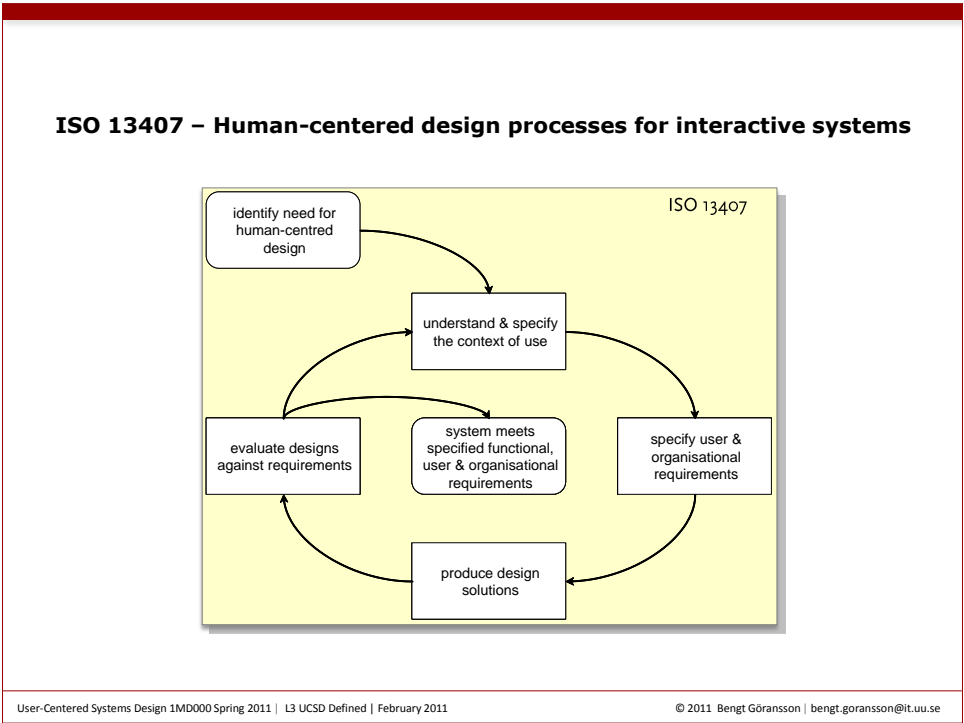 ISO 13407 – Human-centered design processes for interactive systems
ISO 13407
identify need for
human-centred
design
understand & specify
the context of use
specify user &
organisational
requirements
produce design
solutions
evaluate designs
against requirements
system meets
specified functional,
user & organisational
requirements
User-Centered Systems Design 1MD000 Spring 2011 | L3 UCSD Defined | February 2011
© 2011 Bengt Göransson | bengt.goransson@it.uu.se